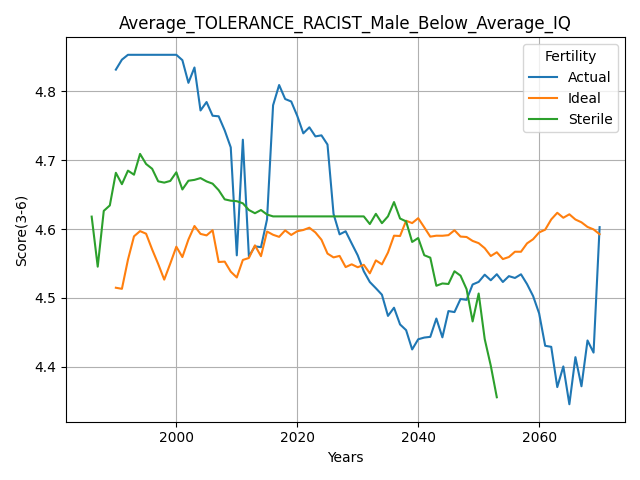 Average_TOLERANCE_RACIST_Male_Below_Average_IQ
Fertility
Actual
Ideal
Sterile
Score(3-6)
4.8
4.7
4.6
4.5
4.4
2000
2020
2040
2060
Years